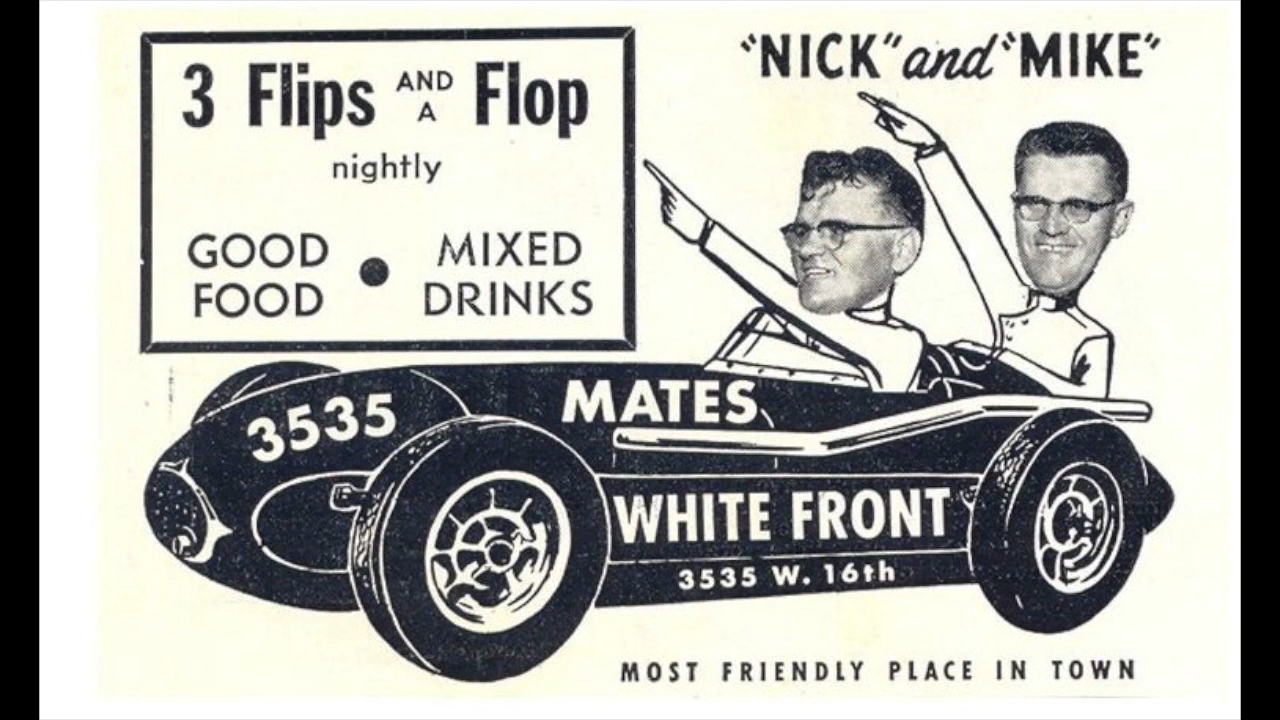 3 Flips AND A Flop
nightly
GOOD FOOD • MIXED DRINKS
"NICK" and "MIKE"
3535
MATES
WHITE FRONT
3535 W. 16th
MOST FRIENDLY PLACE IN TOWN